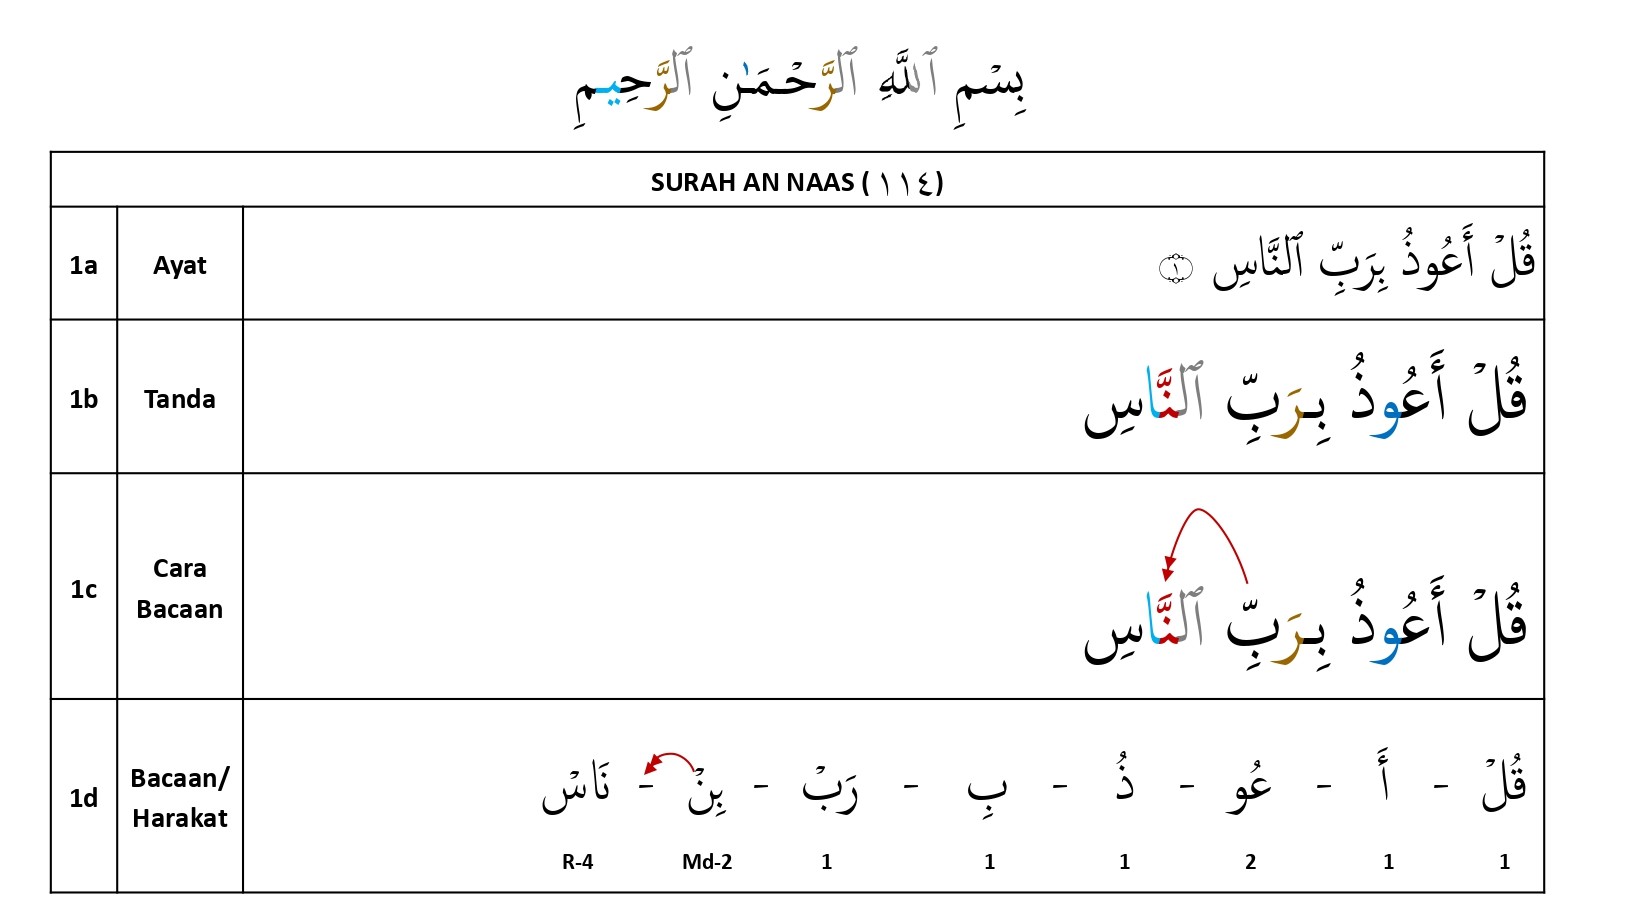 بِسْمِ ٱللَّهِ ٱلرَّحْمَـٰنِ ٱلرَّحِيمِ
SURAH AN NAAS (١١٤)
1a Ayat قُلْ أَعُوذُ بِرَبِّ ٱلنَّاسِ ١
1b Tanda قُلْ أَعُوذُ بِرَبِّ ٱلنَّاسِ
1c Cara Bacaan قُلْ أَعُوذُ بِرَبِّ ٱلنَّاسِ
1d Bacaan/ Harakat قُلْ - أَ - عُو - ذُ - بِ - رَبْ - بِنْ - نَاسْ
R-4 Md-2 1 1 1 2 1 1